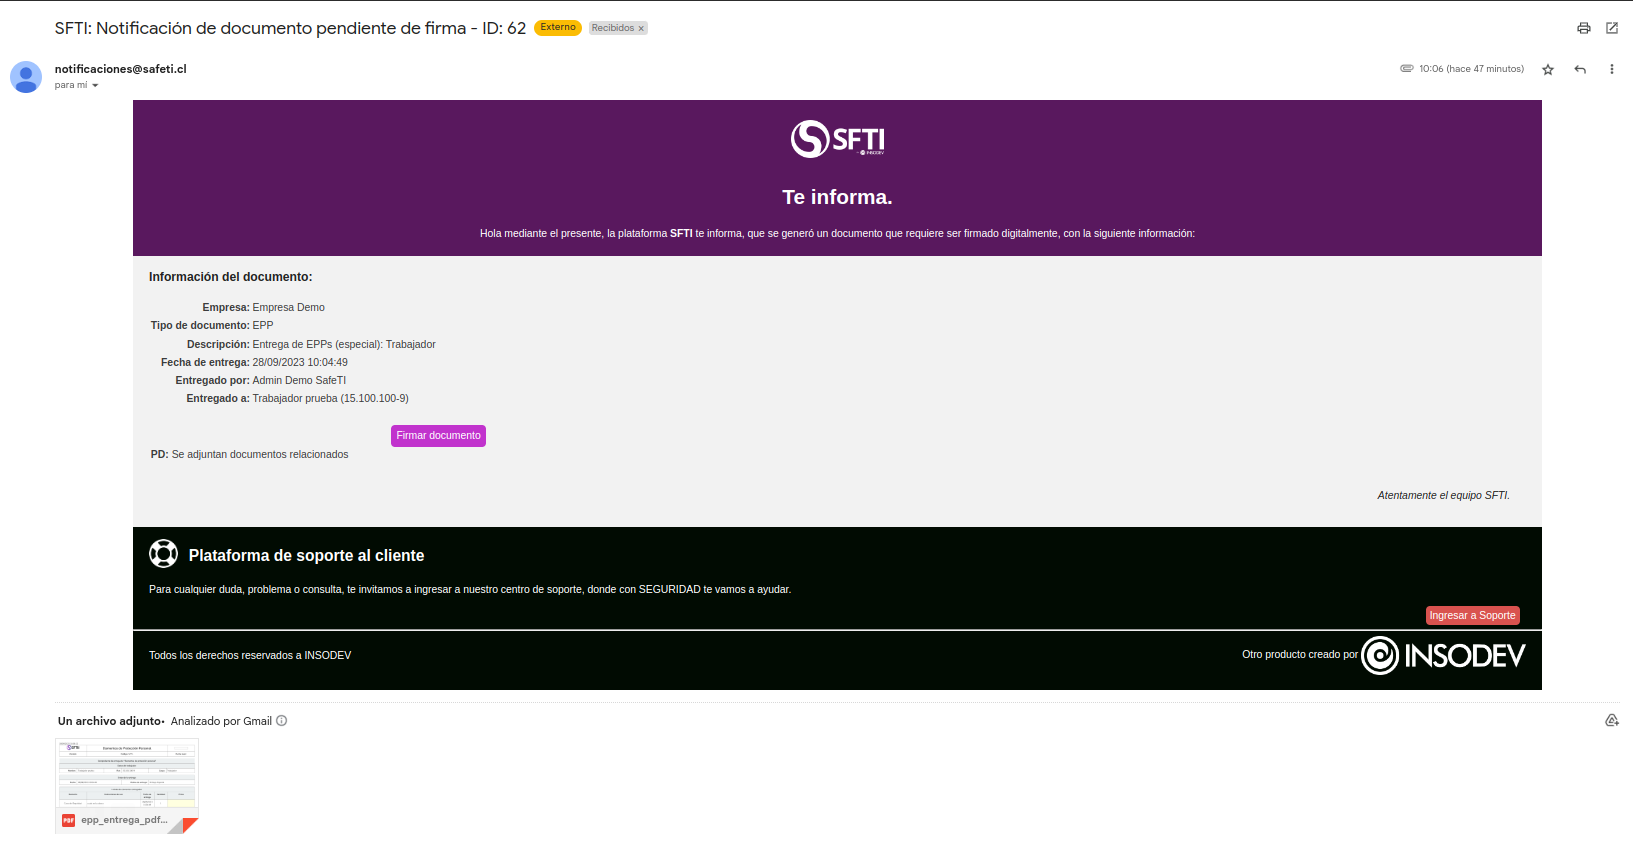 SFTI: Notificación de documento pendiente de firma - ID: 62 Externo Recibidos ×
notificaciones@safeti.cl
10:06 (hace 47 minutos)
para mí
SFTI
INSODEV
Te informa.
Hola mediante el presente, la plataforma SFTI te informa, que se generó un documento que requiere ser firmado digitalmente, con la siguiente información:
Información del documento:
Empresa: Empresa Demo
Tipo de documento: EPP
Descripción: Entrega de EPPs (especial): Trabajador
Fecha de entrega: 28/09/2023 10:04:49
Entregado por: Admin Demo SafeTI
Entregado a: Trabajador prueba (15.100.100-9)
Firmar documento
PD: Se adjuntan documentos relacionados
Atentamente el equipo SFTI.
Plataforma de soporte al cliente
Para cualquier duda, problema o consulta, te invitamos a ingresar a nuestro centro de soporte, donde con SEGURIDAD te vamos a ayudar.
Ingresar a Soporte
Todos los derechos reservados a INSODEV
Otro producto creado por INSODEV
Un archivo adjunto• Analizado por Gmail
SFTI
Elementos de Protección Personal
PDF epp_entrega_pdf...